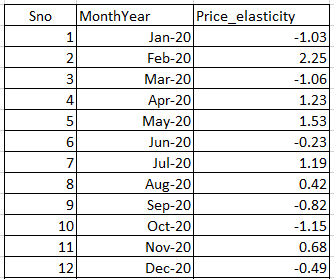 Sno MonthYear Price_elasticity
1 Jan-20 -1.03
2 Feb-20 2.25
3 Mar-20 -1.06
4 Apr-20 1.23
5 May-20 1.53
6 Jun-20 -0.23
7 Jul-20 1.19
8 Aug-20 0.42
9 Sep-20 -0.82
10 Oct-20 -1.15
11 Nov-20 0.68
12 Dec-20 -0.49